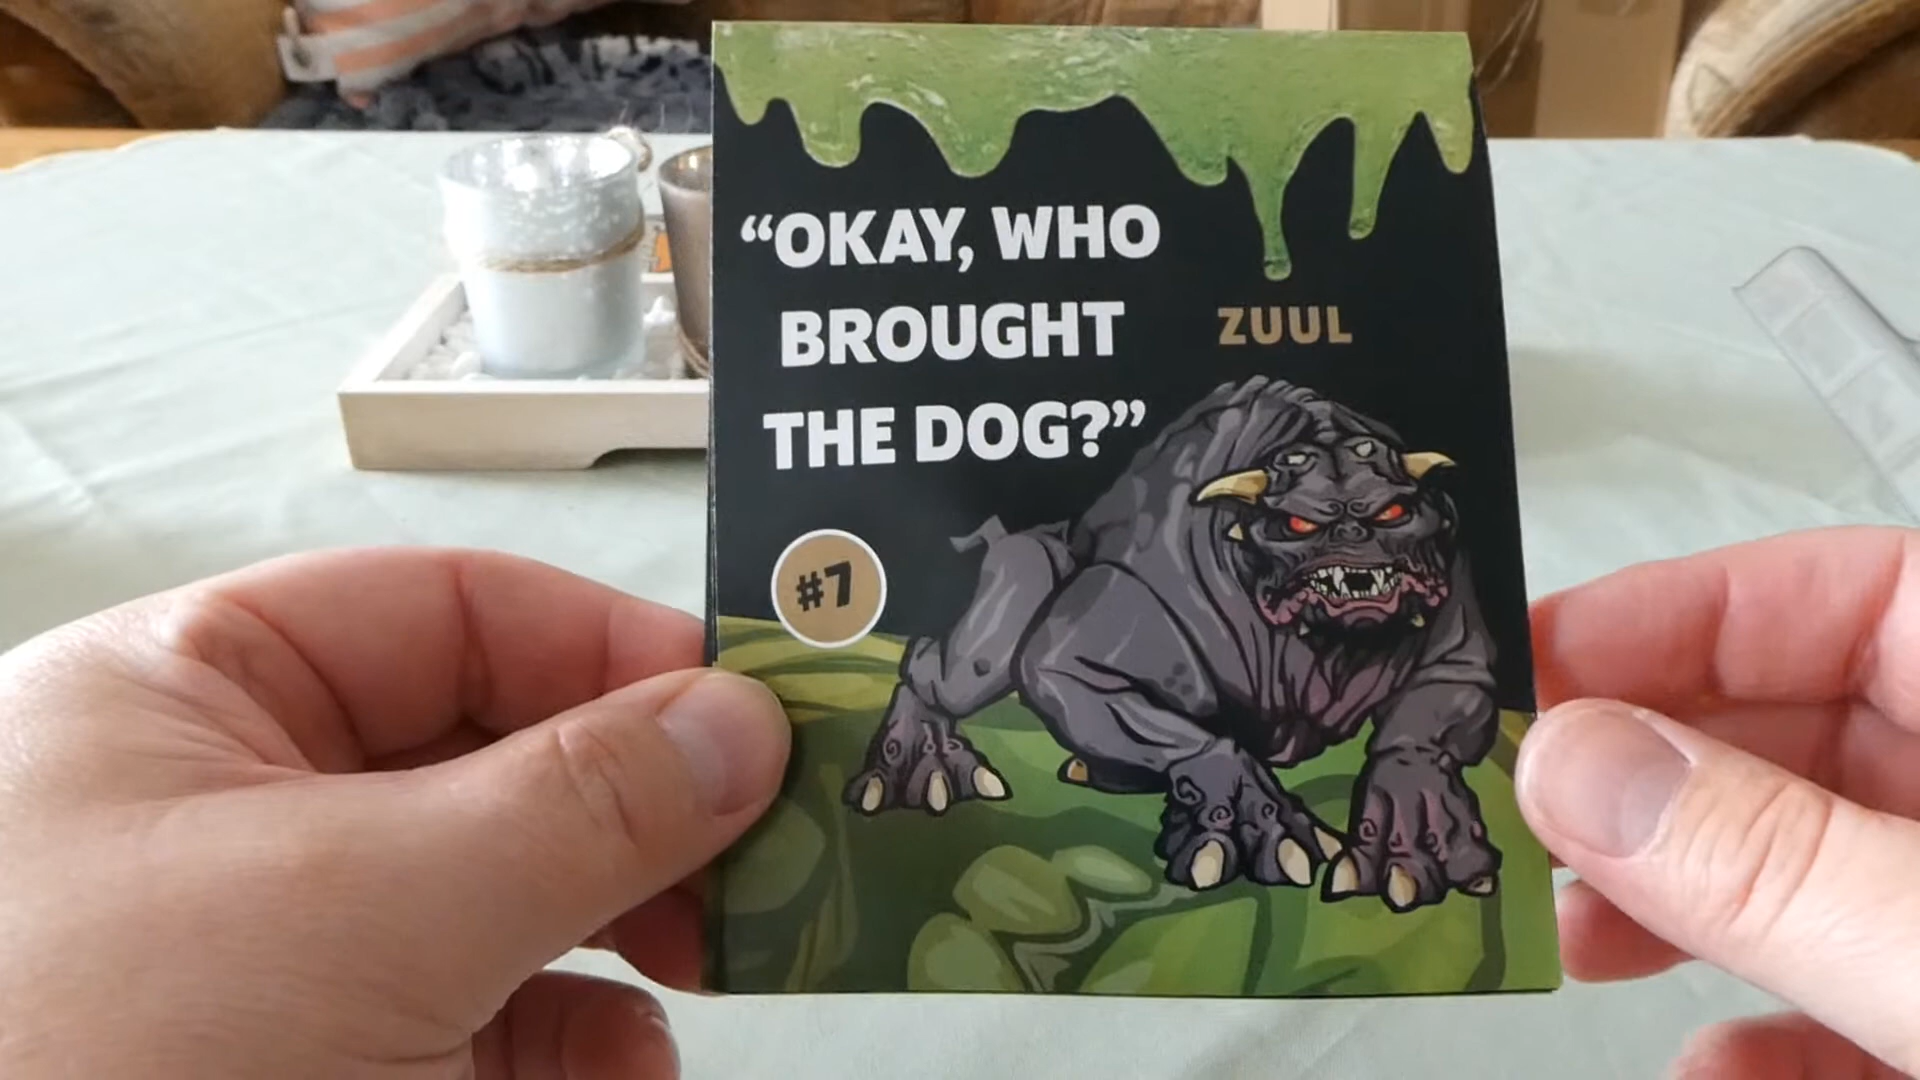 “OKAY, WHO
BROUGHT
THE DOG?”
ZUUL
#7